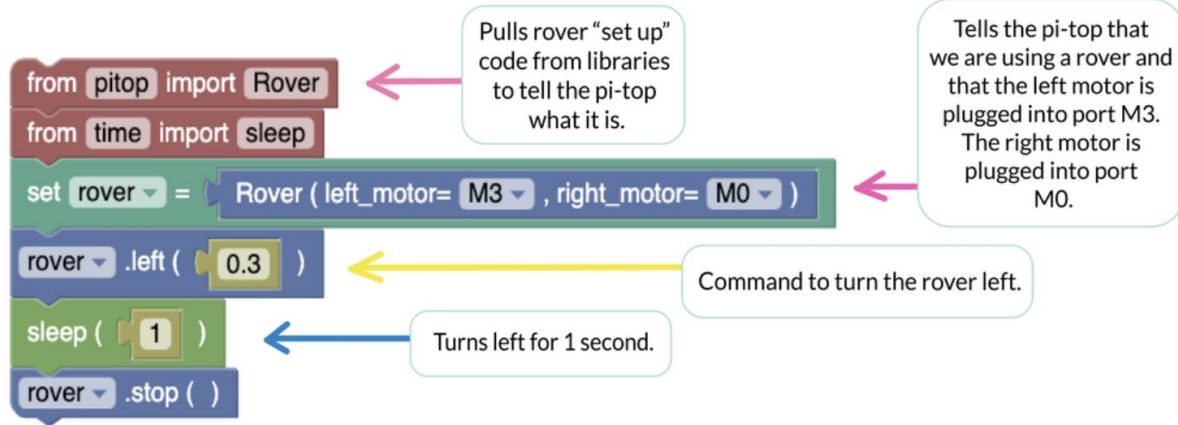 from pitop import Rover
from time import sleep
set rover = Rover ( left_motor= M3 , right_motor= M0 )
rover .left ( 0.3 )
sleep ( 1 )
rover .stop ( )
Pulls rover “set up”
code from libraries
to tell the pi-top
what it is.
Tells the pi-top that
we are using a rover and
that the left motor is
plugged into port M3.
The right motor is
plugged into port
M0.
Command to turn the rover left.
Turns left for 1 second.